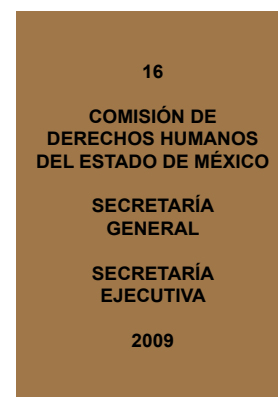 16
COMISIÓN DE
DERECHOS HUMANOS
DEL ESTADO DE MÉXICO
SECRETARÍA
GENERAL
SECRETARÍA
EJECUTIVA
2009